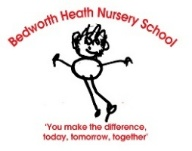 Bedworth Heath Nursery School
'You make the difference,
today, tomorrow, together'